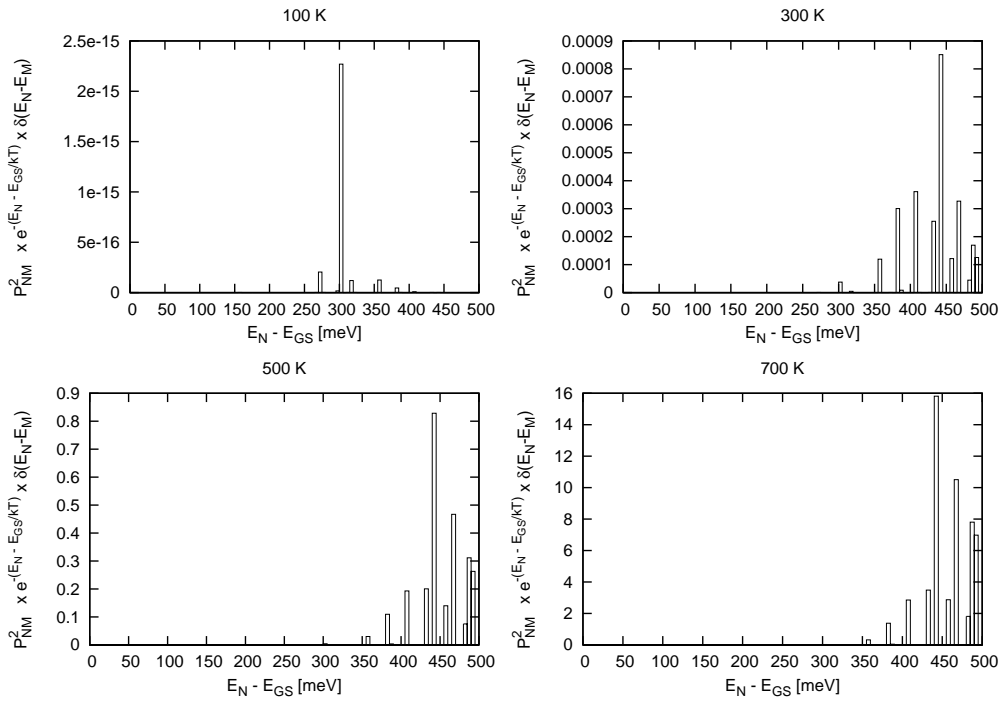 100 K
2.5e-15
2e-15
1.5e-15
1e-15
5e-16
0
0 50 100 150 200 250 300 350 400 450 500
E_N - E_GS [meV]
P²_NM x e^-(E_N - E_GS/kT) x δ(E_N-E_M)
300 K
0.0009
0.0008
0.0007
0.0006
0.0005
0.0004
0.0003
0.0002
0.0001
0
0 50 100 150 200 250 300 350 400 450 500
E_N - E_GS [meV]
P²_NM x e^-(E_N - E_GS/kT) x δ(E_N-E_M)
500 K
0.9
0.8
0.7
0.6
0.5
0.4
0.3
0.2
0.1
0
0 50 100 150 200 250 300 350 400 450 500
E_N - E_GS [meV]
P²_NM x e^-(E_N - E_GS/kT) x δ(E_N-E_M)
700 K
16
14
12
10
8
6
4
2
0
0 50 100 150 200 250 300 350 400 450 500
E_N - E_GS [meV]
P²_NM x e^-(E_N - E_GS/kT) x δ(E_N-E_M)